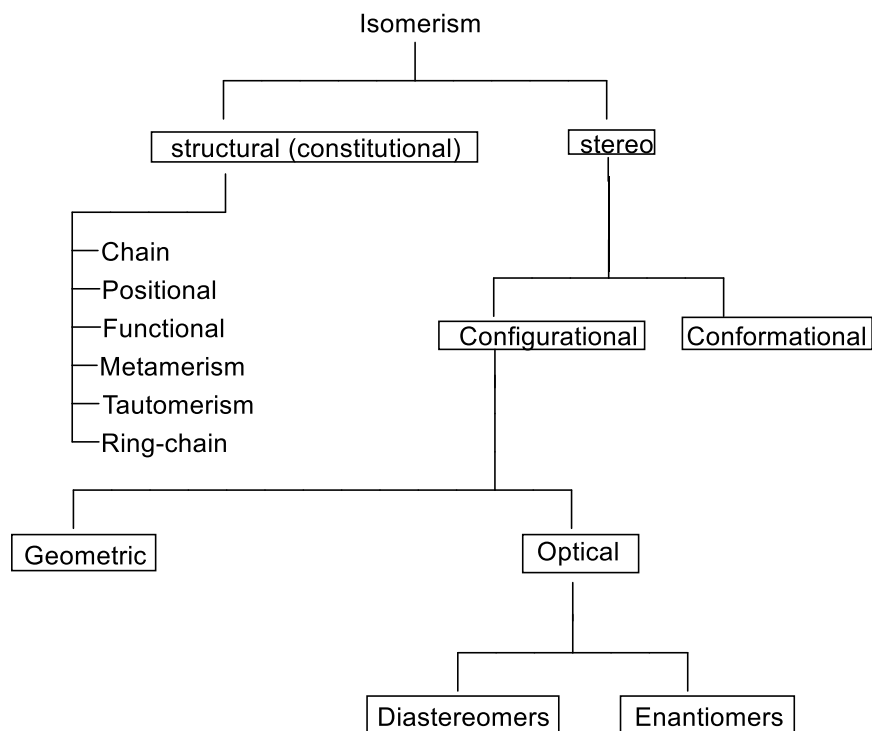 Isomerism
structural (constitutional)
stereo
Chain
Positional
Functional
Metamerism
Tautomerism
Ring-chain
Configurational
Conformational
Geometric
Optical
Diastereomers
Enantiomers